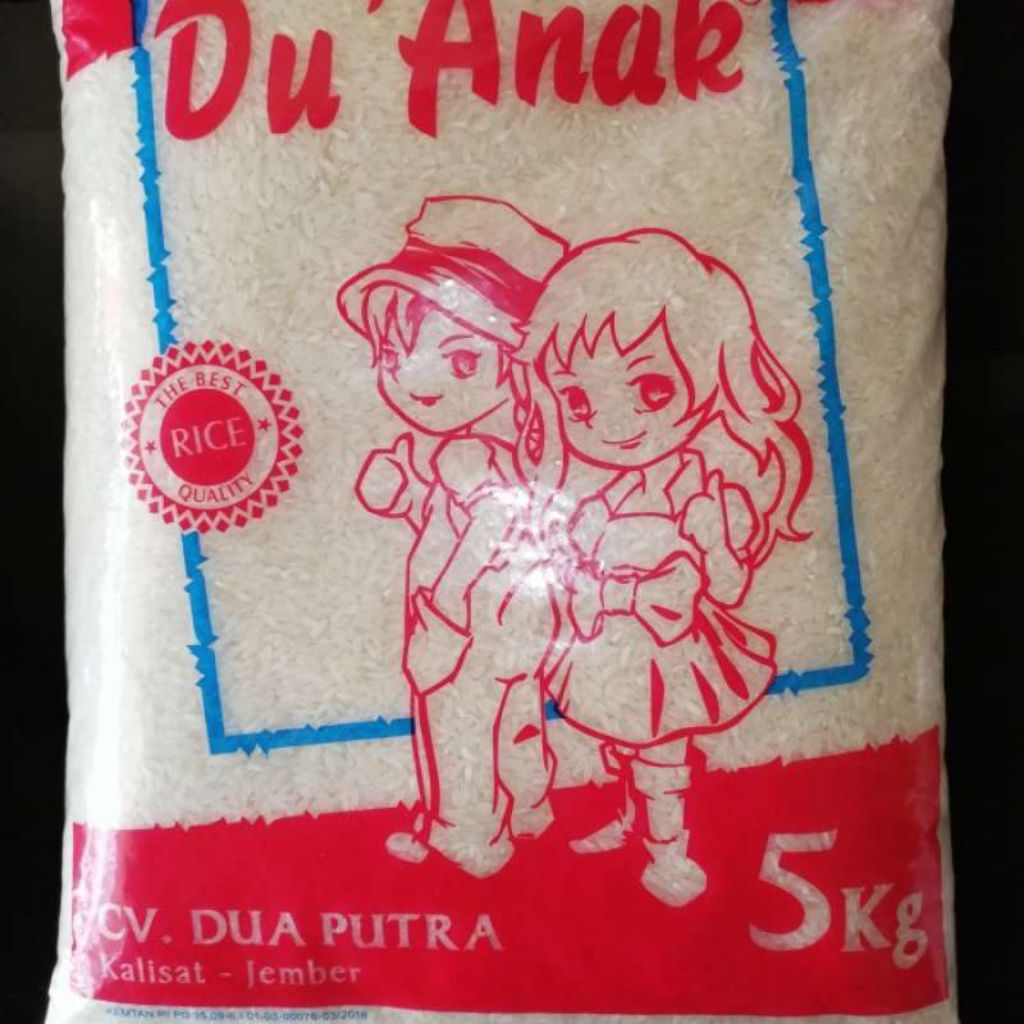 Du'Anak
THE BEST
RICE
QUALITY
5Kg
CV. DUA PUTRA
Kalisat - Jember